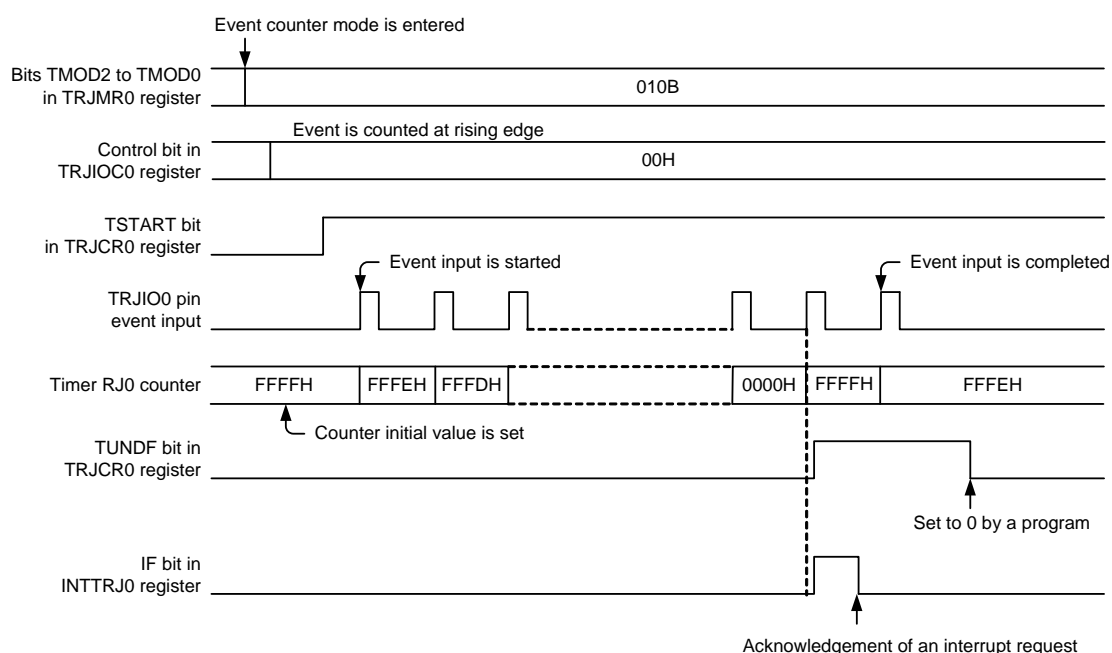 Event counter mode is entered
Bits TMOD2 to TMOD0
in TRJMR0 register
010B
Event is counted at rising edge
Control bit in
TRJIOC0 register
00H
TSTART bit
in TRJCR0 register
Event input is started
Event input is completed
TRJIO0 pin
event input
Timer RJ0 counter
FFFFH
FFFEH
FFFDH
0000H
FFFFH
FFFEH
Counter initial value is set
TUNDF bit in
TRJCR0 register
Set to 0 by a program
IF bit in
INTTRJ0 register
Acknowledgement of an interrupt request